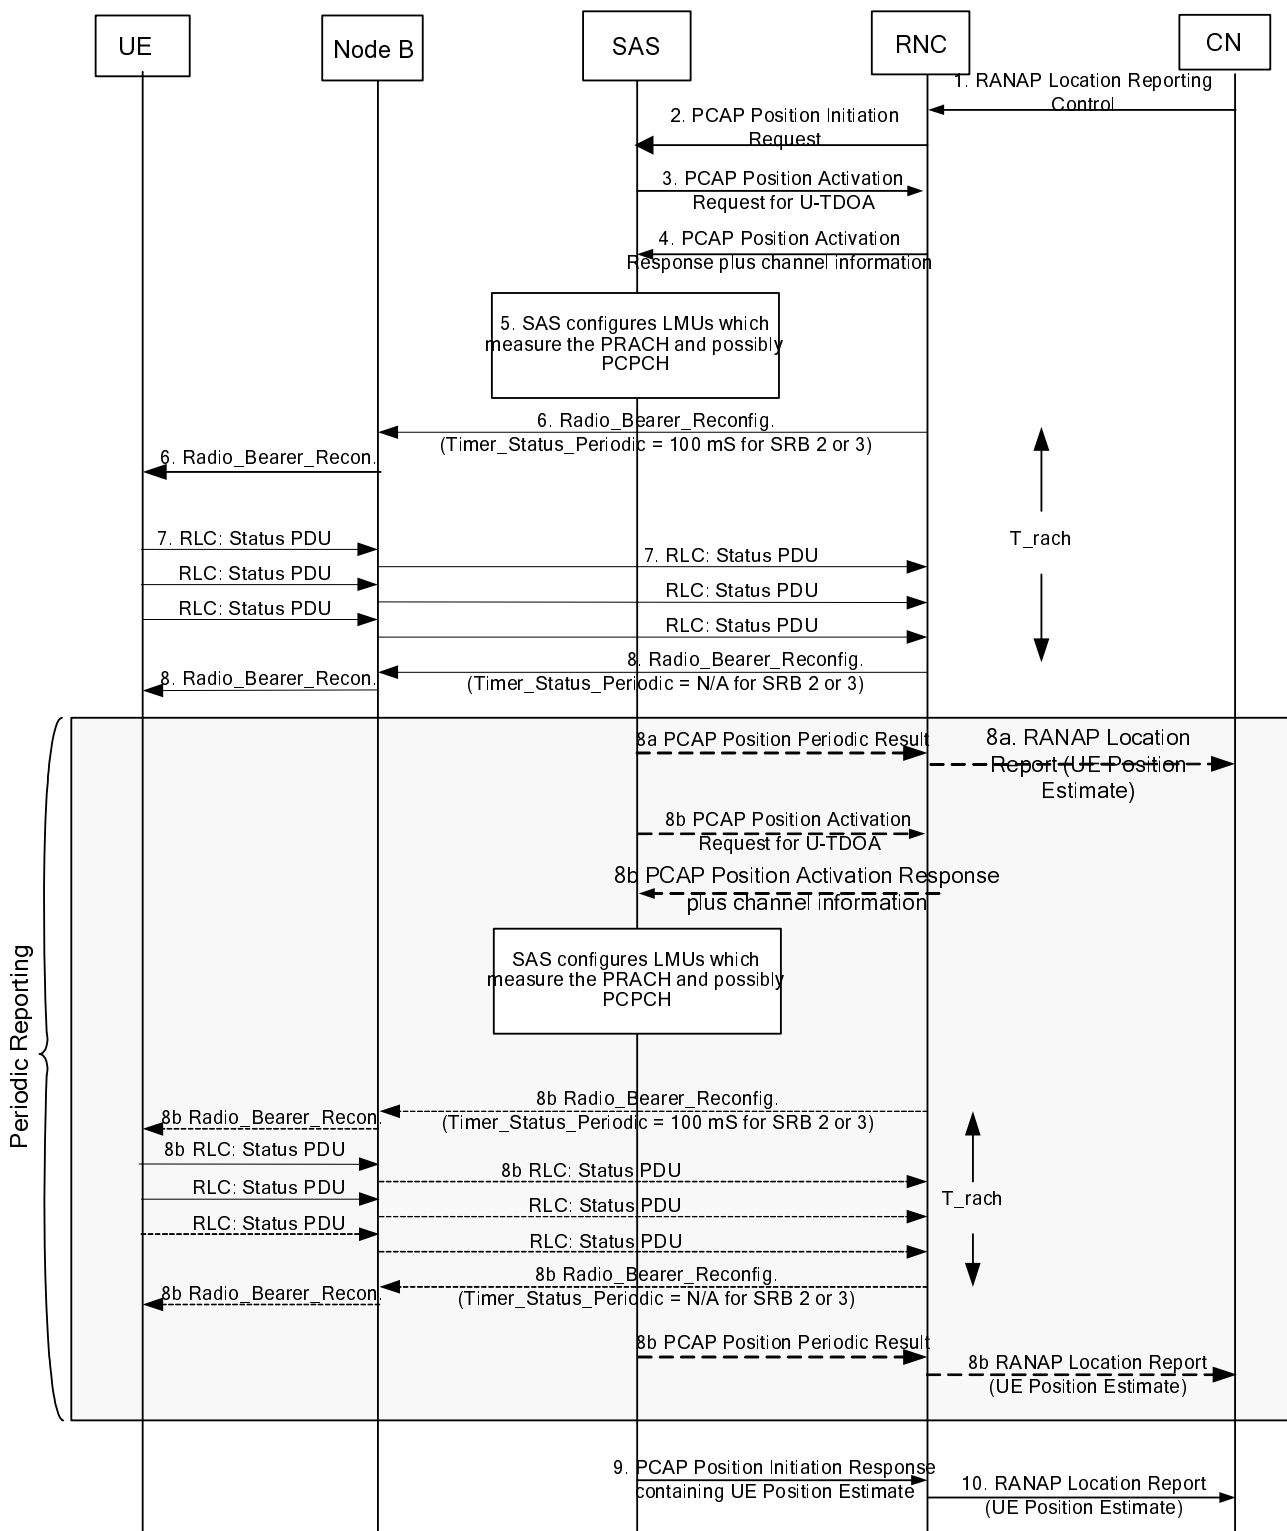 UE
Node B
SAS
RNC
CN
1. RANAP Location Reporting
Control
2. PCAP Position Initiation
Request
3. PCAP Position Activation
Request for U-TDOA
4. PCAP Position Activation
Response plus channel information
5. SAS configures LMUs which
measure the PRACH and possibly
PCPCH
6. Radio_Bearer_Reconfig.
(Timer_Status_Periodic = 100 mS for SRB 2 or 3)
6. Radio_Bearer_Recon.
7. RLC: Status PDU
7. RLC: Status PDU
T_rach
RLC: Status PDU
RLC: Status PDU
RLC: Status PDU
RLC: Status PDU
8. Radio_Bearer_Reconfig.
(Timer_Status_Periodic = N/A for SRB 2 or 3)
8. Radio_Bearer_Recon.
Periodic Reporting
8a PCAP Position Periodic Result
8a. RANAP Location
Report (UE Position
Estimate)
8b PCAP Position Activation
Request for U-TDOA
8b PCAP Position Activation Response
plus channel information
SAS configures LMUs which
measure the PRACH and possibly
PCPCH
8b Radio_Bearer_Reconfig.
(Timer_Status_Periodic = 100 mS for SRB 2 or 3)
8b Radio_Bearer_Recon.
8b RLC: Status PDU
8b RLC: Status PDU
RLC: Status PDU
RLC: Status PDU
T_rach
RLC: Status PDU
RLC: Status PDU
8b Radio_Bearer_Reconfig.
(Timer_Status_Periodic = N/A for SRB 2 or 3)
8b Radio_Bearer_Recon.
8b PCAP Position Periodic Result
8b RANAP Location Report
(UE Position Estimate)
9. PCAP Position Initiation Response
containing UE Position Estimate
10. RANAP Location Report
(UE Position Estimate)